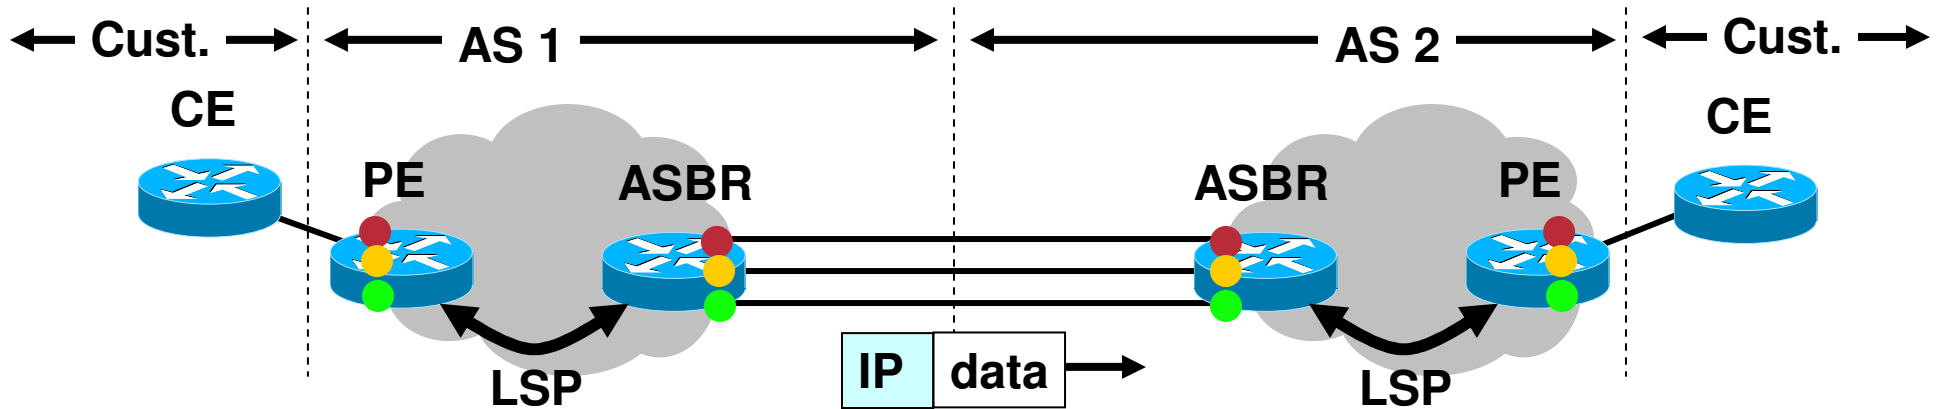 Cust.
AS 1
AS 2
Cust.
CE
CE
PE
ASBR
ASBR
PE
IP
data
LSP
LSP